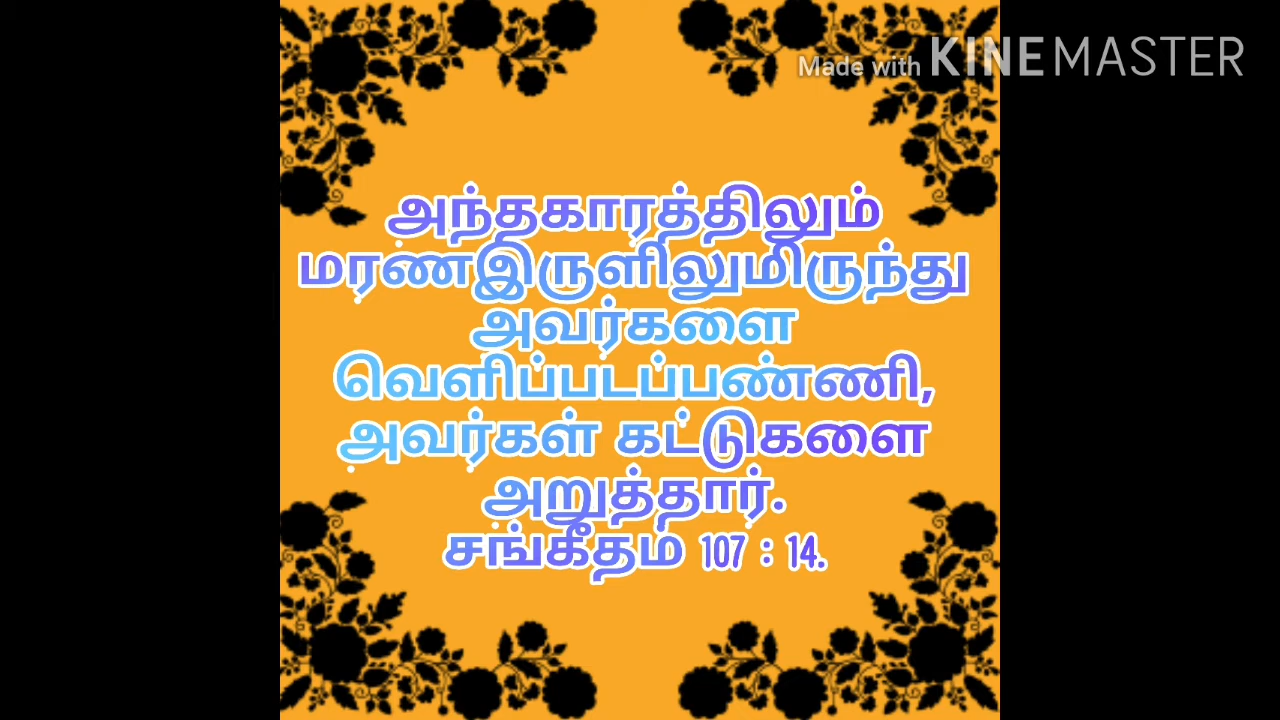 Made with KINEMASTER
அந்தகாரத்திலும்
மரணஇருளிலுமிருந்து
அவர்களை
வெளிப்படப்பண்ணி,
அவர்கள் கட்டுகளை
அறுத்தார்.
சங்கீதம் 107 : 14.